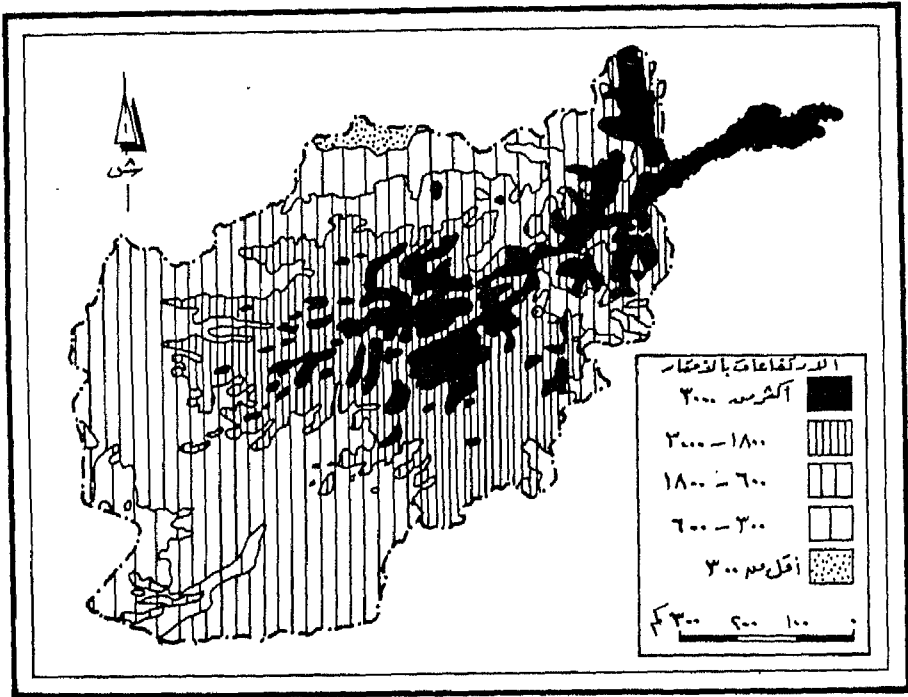 ش
الارتفاعات بالأمتار
أكثر من ٣٠٠٠
١٨٠٠ – ٣٠٠٠
٦٠٠ – ١٨٠٠
٣٠٠ – ٦٠٠
أقل من ٣٠٠
٠ ١٠٠ ٢٠٠ ٣٠٠ كم